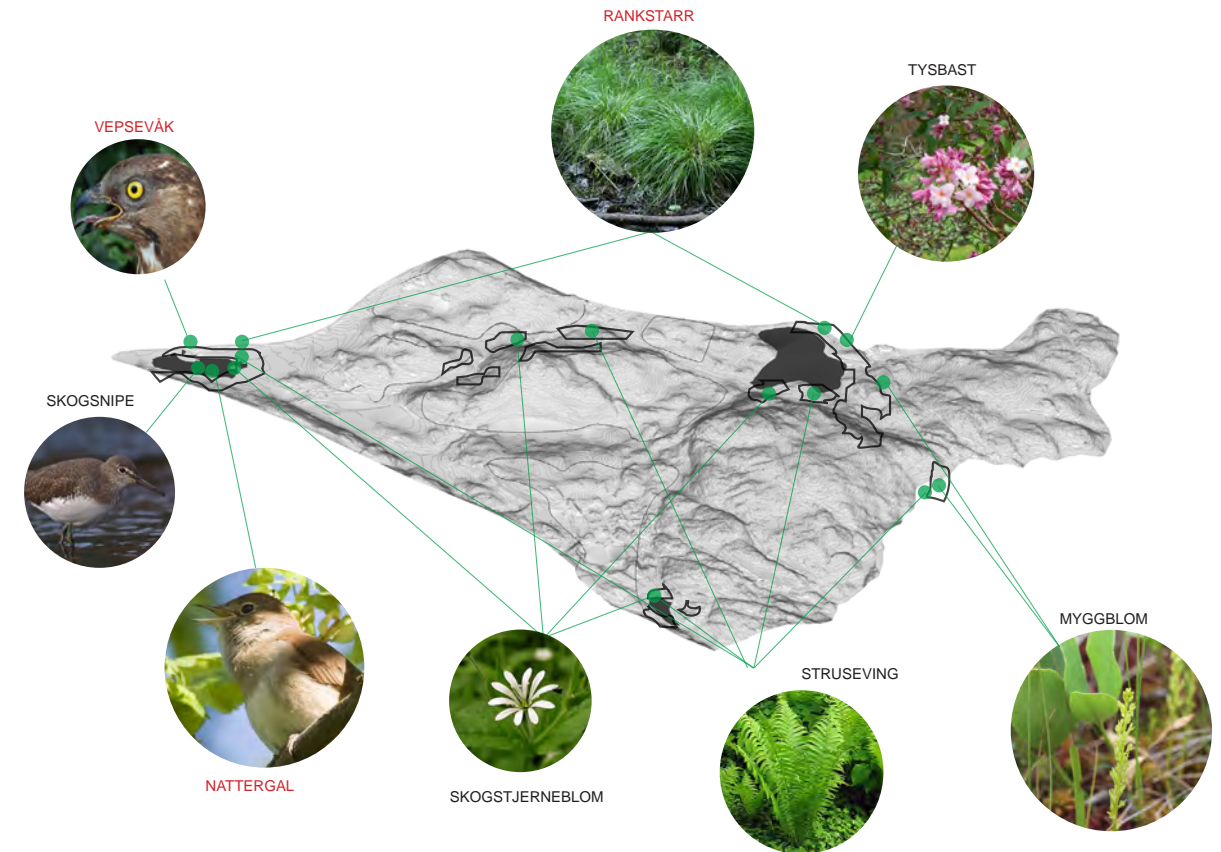 RANKSTARR
TYSBAST
VEPSEVÅK
SKOGSNIPE
MYGGBLOM
STRUSEVING
NATTERGAL
SKOGSTJERNEBLOM